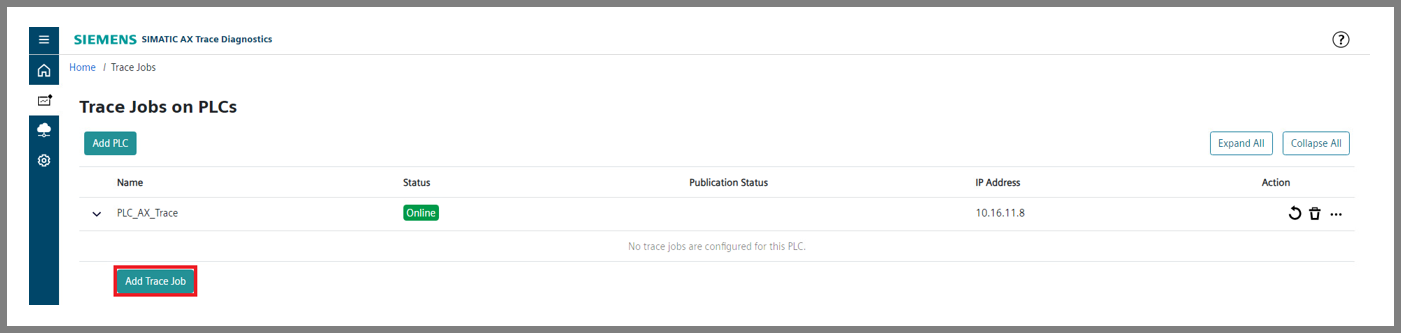 SIEMENS SIMATIC AX Trace Diagnostics ?
Home / Trace Jobs
Trace Jobs on PLCs
Add PLC Expand All Collapse All
Name Status Publication Status IP Address Action
PLC_AX_Trace Online 10.16.11.8
No trace jobs are configured for this PLC.
Add Trace Job